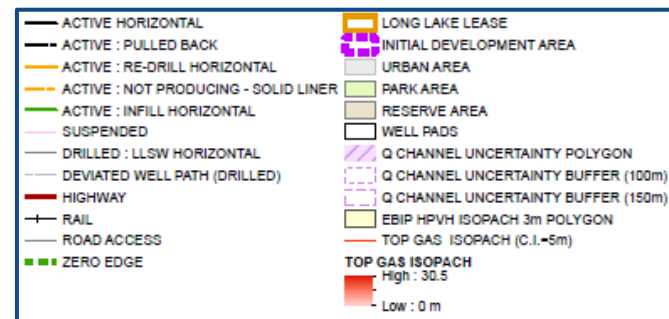 ACTIVE HORIZONTAL
ACTIVE : PULLED BACK
ACTIVE : RE-DRILL HORIZONTAL
ACTIVE : NOT PRODUCING - SOLID LINER
ACTIVE : INFILL HORIZONTAL
SUSPENDED
DRILLED : LLSW HORIZONTAL
DEVIATED WELL PATH (DRILLED)
HIGHWAY
RAIL
ROAD ACCESS
ZERO EDGE
LONG LAKE LEASE
INITIAL DEVELOPMENT AREA
URBAN AREA
PARK AREA
RESERVE AREA
WELL PADS
Q CHANNEL UNCERTAINTY POLYGON
Q CHANNEL UNCERTAINTY BUFFER (100m)
Q CHANNEL UNCERTAINTY BUFFER (150m)
EBIP HPVH ISOPACH 3m POLYGON
TOP GAS ISOPACH (C.I.=5m)
TOP GAS ISOPACH
High : 30.5
Low : 0 m